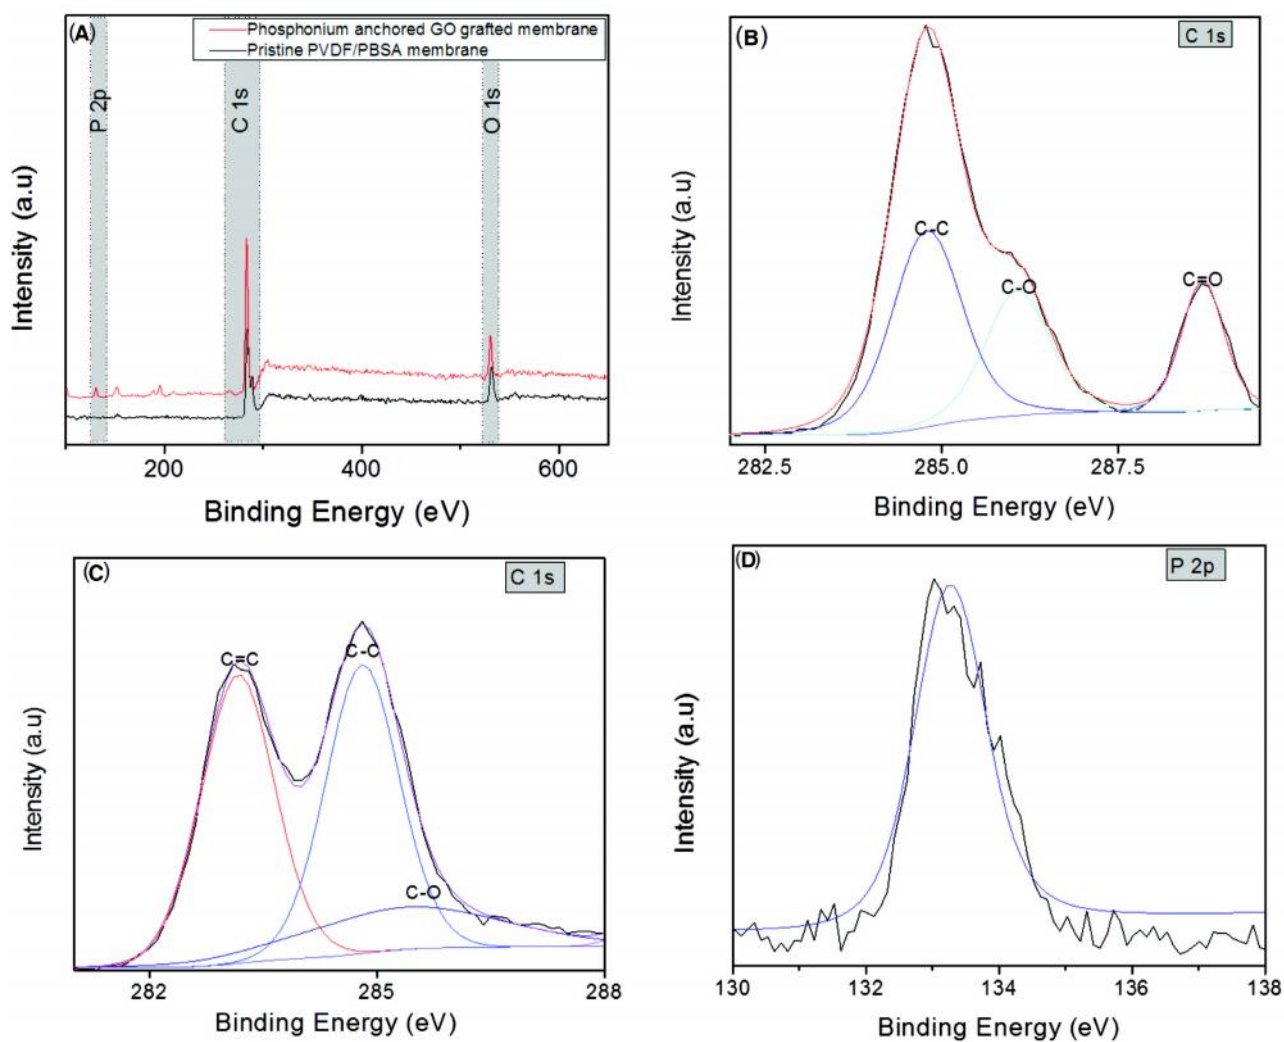 (A)
Phosphonium anchored GO grafted membrane
Pristine PVDF/PBSA membrane
P 2p
C 1s
O 1s
Intensity (a.u)
200
400
600
Binding Energy (eV)
(B)
C 1s
C-C
C-O
C=O
Intensity (a.u)
282.5
285.0
287.5
Binding Energy (eV)
(C)
C 1s
C=C
C-C
C-O
Intensity (a.u)
282
285
288
Binding Energy (eV)
(D)
P 2p
Intensity (a.u)
130
132
134
136
138
Binding Energy (eV)